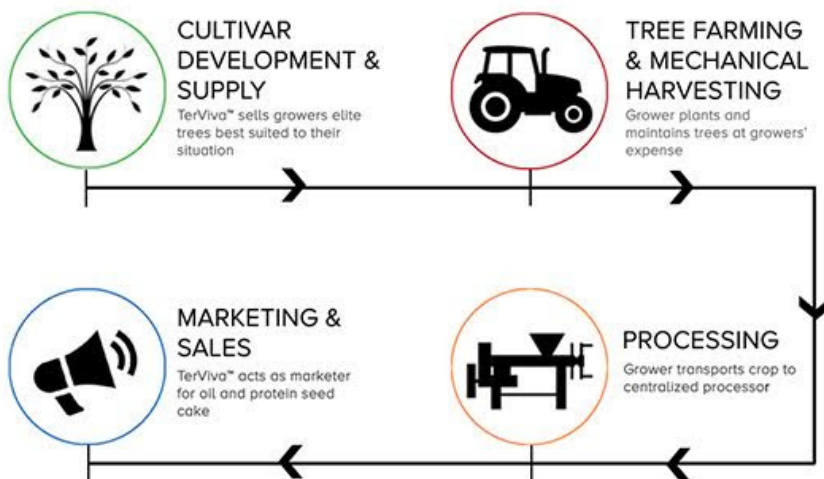 CULTIVAR
DEVELOPMENT &
SUPPLY
TerViva™ sells growers elite
trees best suited to their
situation
TREE FARMING
& MECHANICAL
HARVESTING
Grower plants and
maintains trees at growers'
expense
MARKETING &
SALES
TerViva™ acts as marketer
for oil and protein seed
cake
PROCESSING
Grower transports crop to
centralized processor